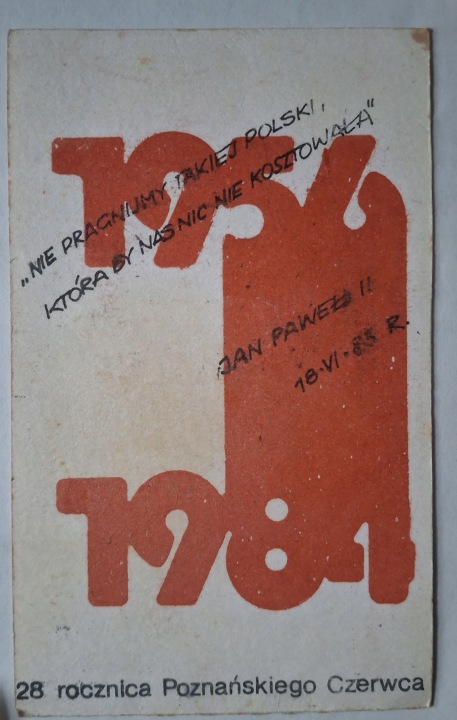 1956
„NIE PRAGNIJMY TAKIEJ POLSKI,
KTÓRA BY NAS NIC NIE KOSZTOWAŁA"
JAN PAWEŁ II
18·VI·83 R.
1984
28 rocznica Poznańskiego Czerwca